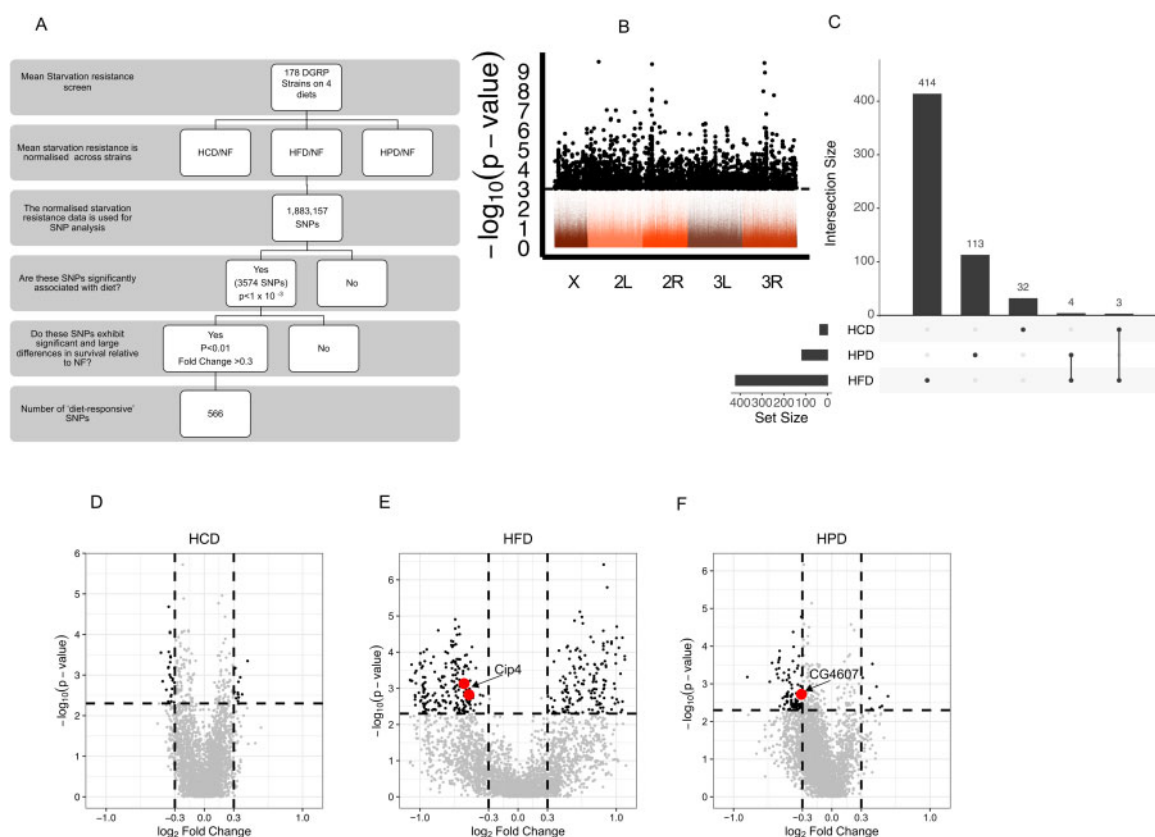 A
Mean Starvation resistance
screen
178 DGRP
Strains on 4
diets
Mean starvation resistance is
normalised across strains
HCD/NF
HFD/NF
HPD/NF
The normalised starvation
resistance data is used for
SNP analysis
1,883,157
SNPs
Are these SNPs significantly
associated with diet?
Yes
(3574 SNPs)
p<1 x 10 -3
No
Do these SNPs exhibit
significant and large
differences in survival relative
to NF?
Yes
P<0.01
Fold Change >0.3
No
Number of 'diet-responsive'
SNPs
566
B
−log10(p − value)
9
8
7
6
5
4
3
2
1
0
X 2L 2R 3L 3R
C
Intersection Size
400
300
200
100
0
414
113
32
4
3
HCD
HPD
HFD
400 300 200 100 0
Set Size
D
HCD
−log10(p − value)
6
5
4
3
2
1
0
-1.0 -0.3 0.0 0.3 1.0
log2 Fold Change
E
HFD
−log10(p − value)
6
5
4
3
2
1
0
Cip4
-1.0 -0.3 0.0 0.3 1.0
log2 Fold Change
F
HPD
−log10(p − value)
6
5
4
3
2
1
0
CG4607
-1.0 -0.3 0.0 0.3 1.0
log2 Fold Change